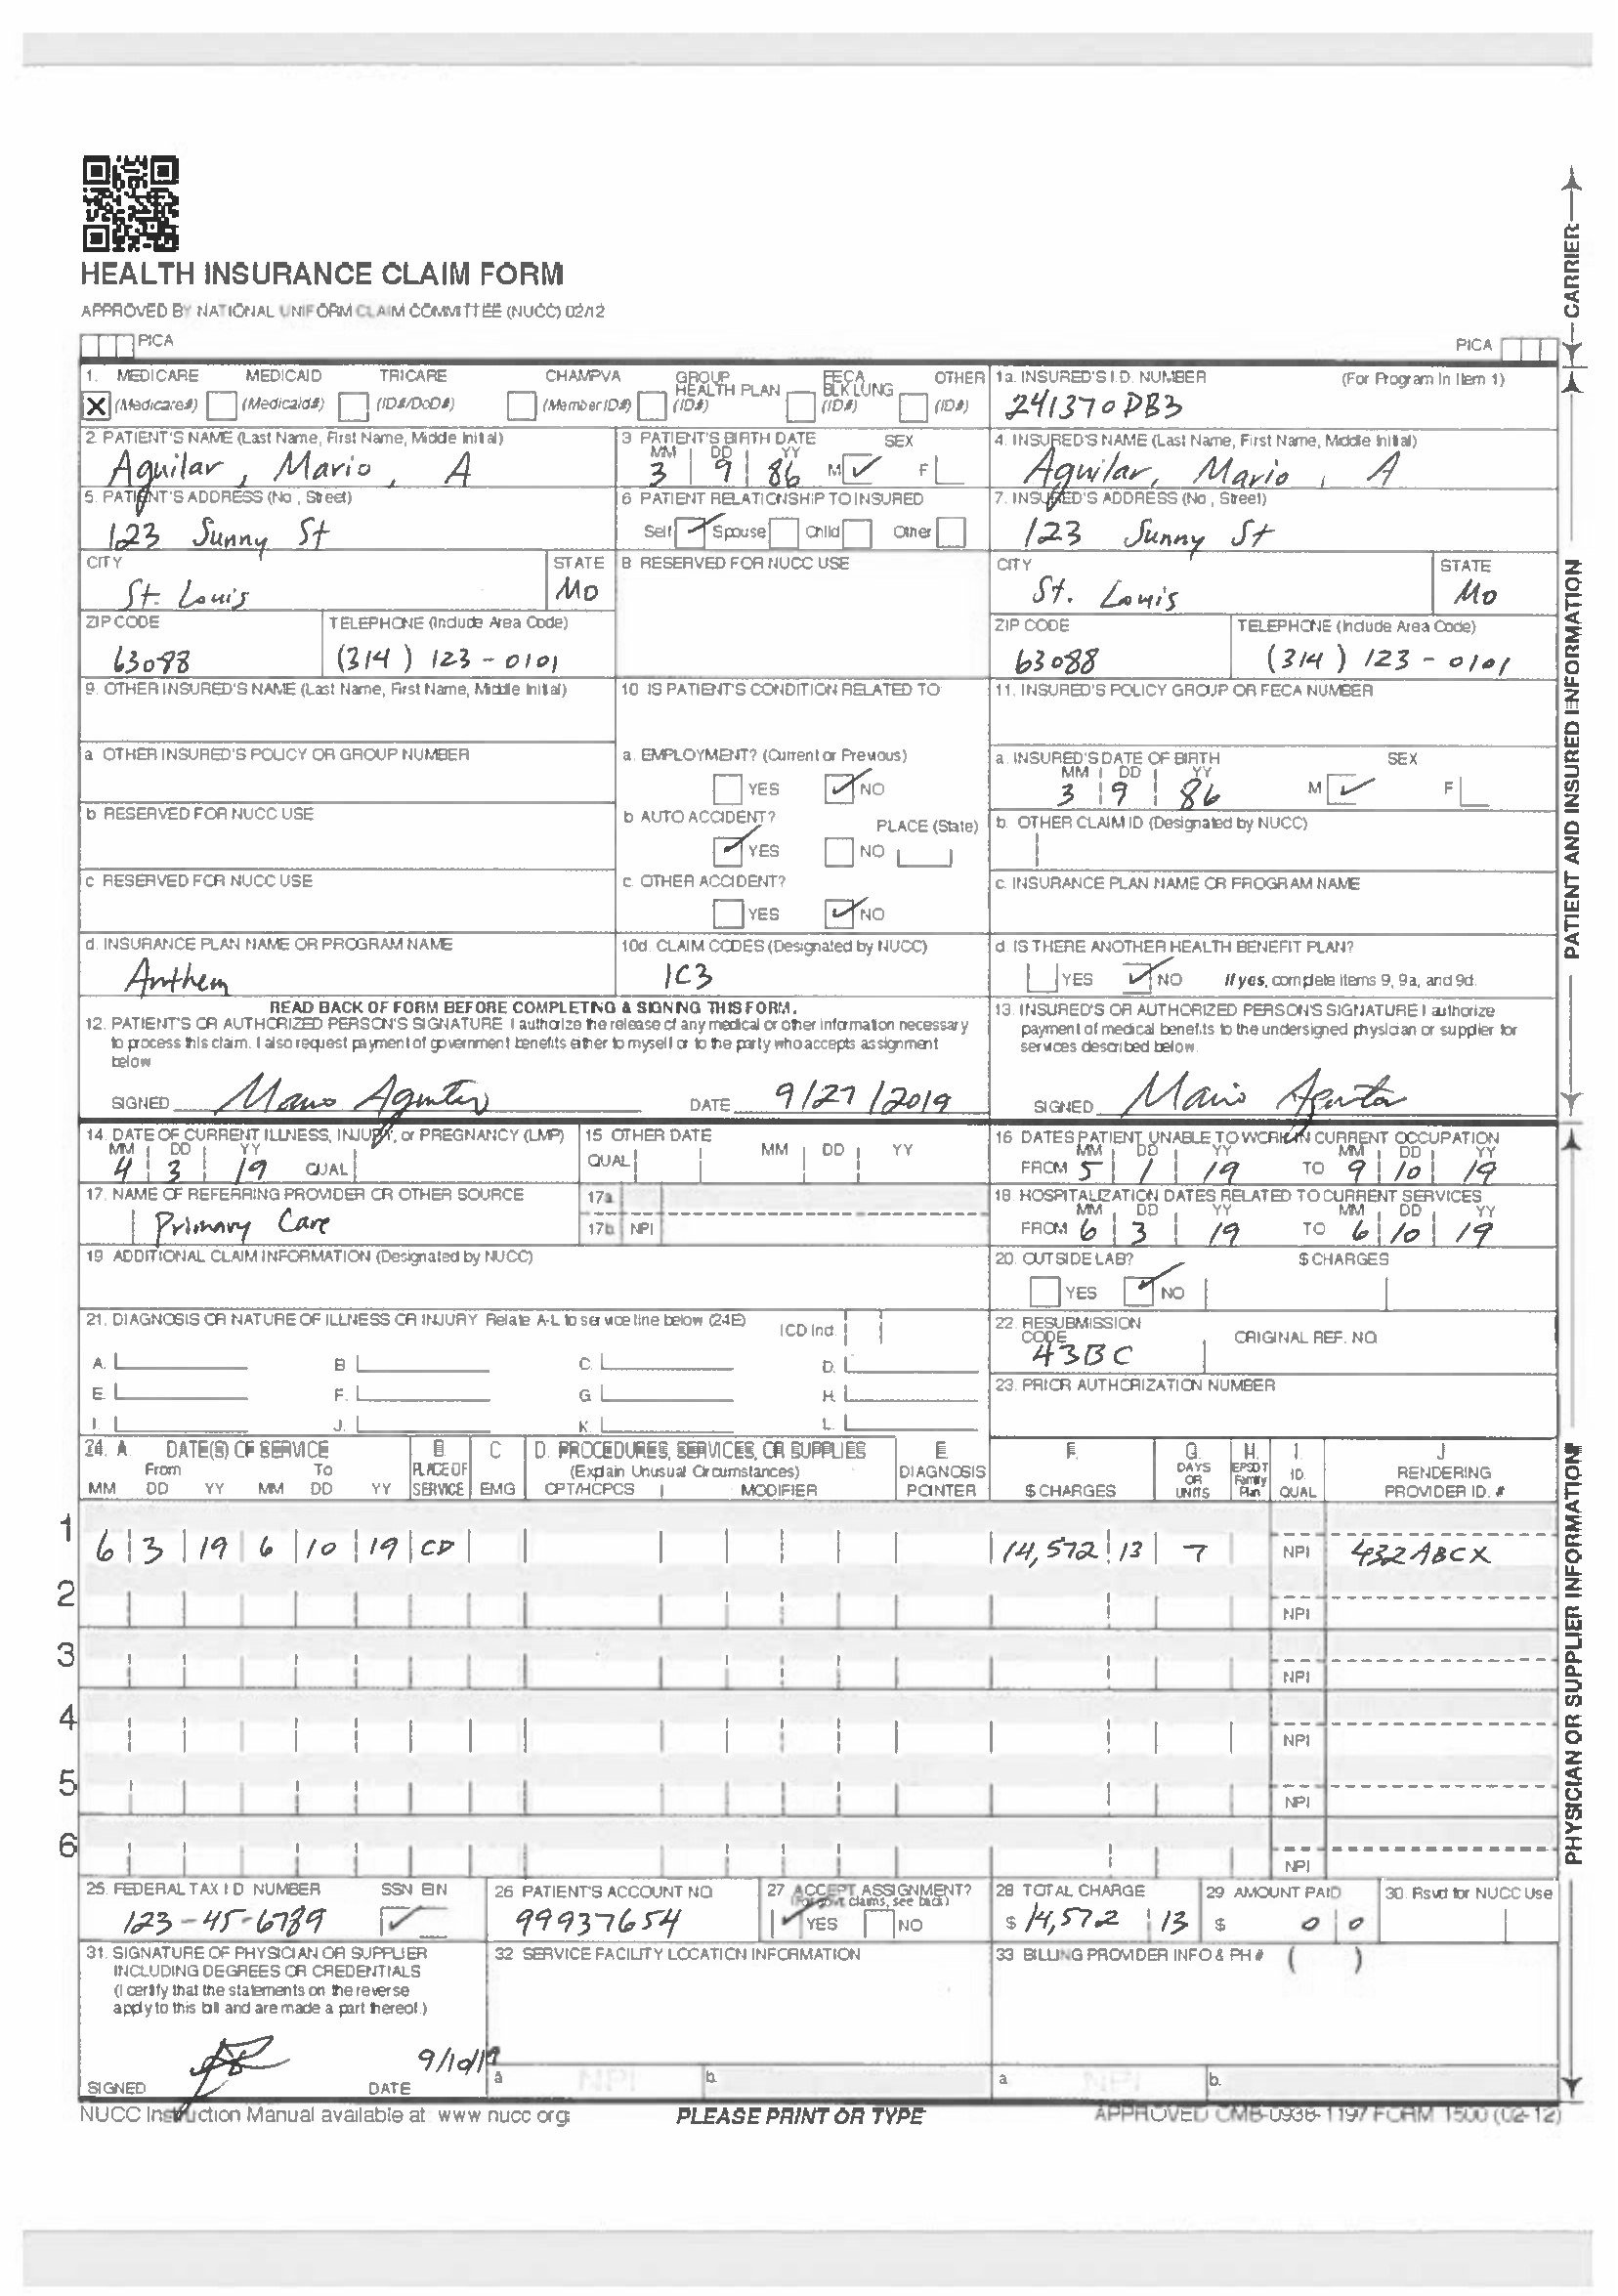 HEALTH INSURANCE CLAIM FORM
APPROVED BY NATIONAL UNIFORM CLAIM COMMITTEE (NUCC) 02/12
PICA
PICA
CARRIER
1. MEDICARE MEDICAID TRICARE CHAMPVA GROUP HEALTH PLAN FECA BLK LUNG OTHER
X (Medicare#) (Medicaid#) (ID#/DoD#) (Member ID#) (ID#) (ID#) (ID#)
1a. INSURED'S I.D. NUMBER (For Program in Item 1)
241370DB3
2. PATIENT'S NAME (Last Name, First Name, Middle Initial)
Aguilar, Mario, A
3 PATIENT'S BIRTH DATE SEX
MM DD YY
3 9 86 M ✓ F
4. INSURED'S NAME (Last Name, First Name, Middle Initial)
Aguilar, Mario, A
5. PATIENT'S ADDRESS (No., Street)
123 Sunny St
6 PATIENT RELATIONSHIP TO INSURED
Self ✓ Spouse Child Other
7. INSURED'S ADDRESS (No., Street)
123 Sunny St
CITY STATE
St. Louis MO
8 RESERVED FOR NUCC USE
CITY STATE
St. Louis MO
ZIP CODE TELEPHONE (Include Area Code)
63088 (314) 123-0101
ZIP CODE TELEPHONE (Include Area Code)
63088 (314) 123-0101
PATIENT AND INSURED INFORMATION
9. OTHER INSURED'S NAME (Last Name, First Name, Middle Initial)
10 IS PATIENT'S CONDITION RELATED TO
11. INSURED'S POLICY GROUP OR FECA NUMBER
a OTHER INSURED'S POLICY OR GROUP NUMBER
a. EMPLOYMENT? (Current or Previous)
YES ✓ NO
a. INSURED'S DATE OF BIRTH SEX
MM DD YY
3 9 86 M ✓ F
b RESERVED FOR NUCC USE
b AUTO ACCIDENT? PLACE (State)
✓ YES NO
b. OTHER CLAIM ID (Designated by NUCC)
c RESERVED FOR NUCC USE
c. OTHER ACCIDENT?
YES ✓ NO
c. INSURANCE PLAN NAME OR PROGRAM NAME
d. INSURANCE PLAN NAME OR PROGRAM NAME
Anthem
10d. CLAIM CODES (Designated by NUCC)
1C3
d IS THERE ANOTHER HEALTH BENEFIT PLAN?
YES ✓ NO If yes, complete items 9, 9a, and 9d.
READ BACK OF FORM BEFORE COMPLETING & SIGNING THIS FORM.
12. PATIENT'S OR AUTHORIZED PERSON'S SIGNATURE I authorize the release of any medical or other information necessary
to process this claim. I also request payment of government benefits either to myself or to the party who accepts assignment
below
SIGNED Mario Aguilar DATE 9/27/2019
13. INSURED'S OR AUTHORIZED PERSON'S SIGNATURE I authorize
payment of medical benefits to the undersigned physician or supplier for
services described below.
SIGNED Mario Aguilar
14. DATE OF CURRENT ILLNESS, INJURY, or PREGNANCY (LMP)
MM DD YY
4 3 19 QUAL
15 OTHER DATE
QUAL MM DD YY
16 DATES PATIENT UNABLE TO WORK IN CURRENT OCCUPATION
MM DD YY MM DD YY
FROM 5 1 19 TO 9 10 19
17. NAME OF REFERRING PROVIDER OR OTHER SOURCE
Primary Care
17a
17b NPI
18 HOSPITALIZATION DATES RELATED TO CURRENT SERVICES
MM DD YY MM DD YY
FROM 6 3 19 TO 6 10 19
19 ADDITIONAL CLAIM INFORMATION (Designated by NUCC)
20. OUTSIDE LAB? $ CHARGES
YES ✓ NO
21. DIAGNOSIS OR NATURE OF ILLNESS OR INJURY Relate A-L to service line below (24E) ICD Ind.
A. B C. D.
E. F. G H.
I. J. K. L.
22. RESUBMISSION CODE ORIGINAL REF. NO.
43BC
23. PRIOR AUTHORIZATION NUMBER
24. A DATE(S) OF SERVICE B C D. PROCEDURES, SERVICES, OR SUPPLIES E F. G. H. I. J
From To PLACE OF (Explain Unusual Circumstances) DIAGNOSIS DAYS OR EPSDT Family ID. RENDERING
MM DD YY MM DD YY SERVICE EMG CPT/HCPCS MODIFIER POINTER $ CHARGES UNITS Plan QUAL PROVIDER ID. #
1 6 3 19 6 10 19 CD 14,572 13 7 NPI 432ABCX
2 NPI
3 NPI
4 NPI
5 NPI
6 NPI
PHYSICIAN OR SUPPLIER INFORMATION
25. FEDERAL TAX I D NUMBER SSN EIN
123-45-6789 ✓
26 PATIENT'S ACCOUNT NO
99937654
27 ACCEPT ASSIGNMENT?
(For govt claims, see back)
✓ YES NO
28 TOTAL CHARGE
$ 14,572 13
29 AMOUNT PAID
$ 0 0
30. Rsvd for NUCC Use
31. SIGNATURE OF PHYSICIAN OR SUPPLIER
INCLUDING DEGREES OR CREDENTIALS
(I certify that the statements on the reverse
apply to this bill and are made a part thereof.)
9/10/19
SIGNED DATE
32 SERVICE FACILITY LOCATION INFORMATION
a NPI b.
33 BILLING PROVIDER INFO & PH # ( )
a. NPI b.
NUCC Instruction Manual available at: www nucc org
PLEASE PRINT OR TYPE
APPROVED OMB-0938-1197 FORM 1500 (02-12)